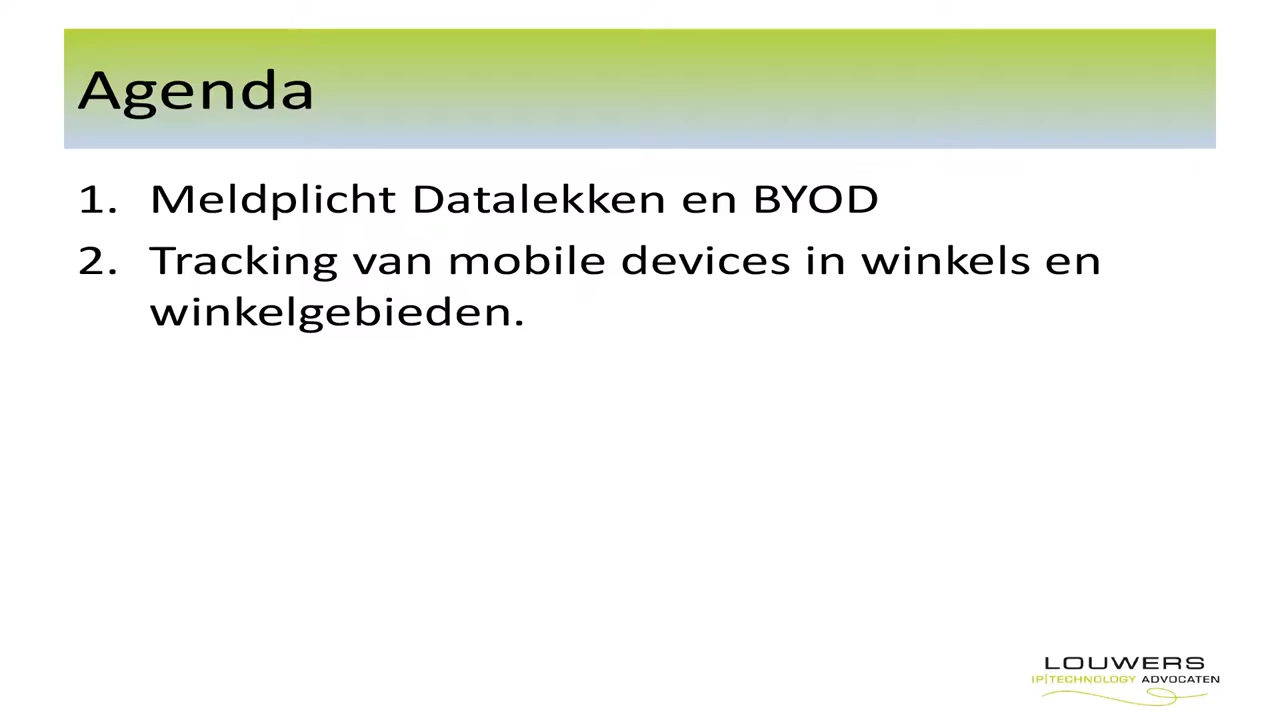 Agenda
1. Meldplicht Datalekken en BYOD
2. Tracking van mobile devices in winkels en
winkelgebieden.
LOUWERS
IP|TECHNOLOGY ADVOCATEN